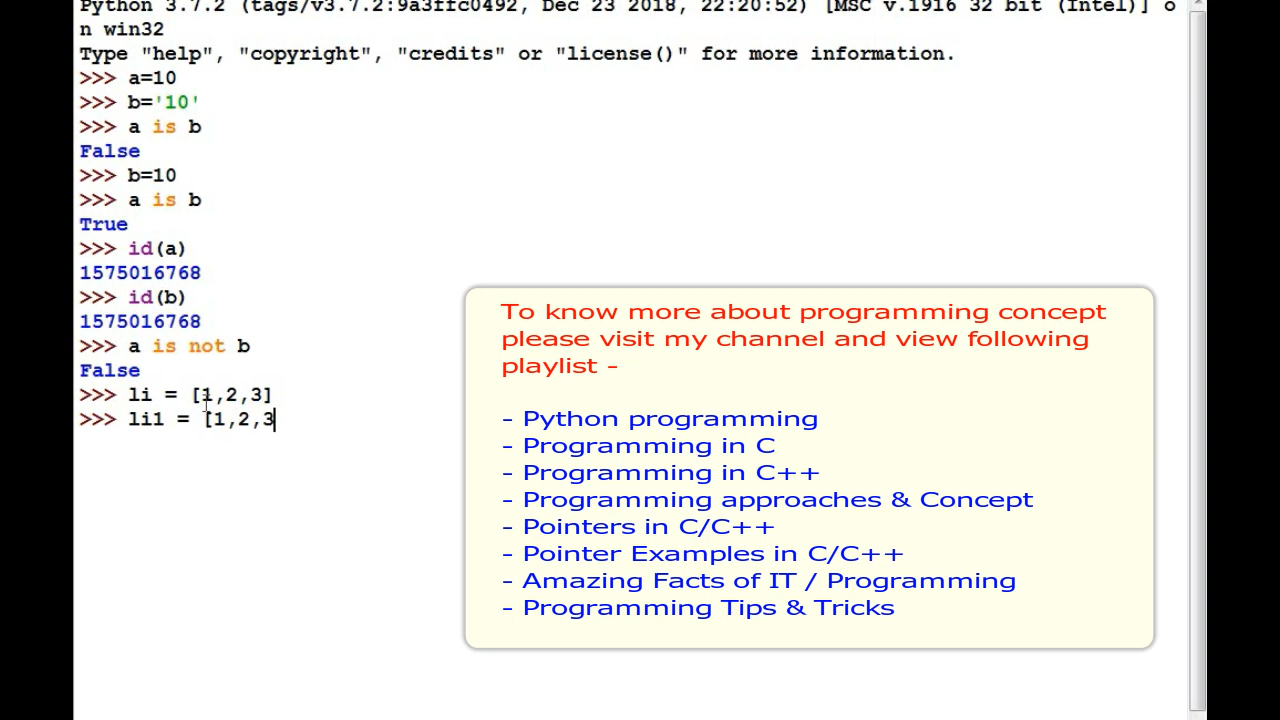 Python 3.7.2 (tags/v3.7.2:9a3ffc0492, Dec 23 2018, 22:20:52) [MSC v.1916 32 bit (Intel)] o
n win32
Type "help", "copyright", "credits" or "license()" for more information.
>>> a=10
>>> b='10'
>>> a is b
False
>>> b=10
>>> a is b
True
>>> id(a)
1575016768
>>> id(b)
1575016768
>>> a is not b
False
>>> li = [1,2,3]
>>> li1 = [1,2,3
To know more about programming concept
please visit my channel and view following
playlist -
- Python programming
- Programming in C
- Programming in C++
- Programming approaches & Concept
- Pointers in C/C++
- Pointer Examples in C/C++
- Amazing Facts of IT / Programming
- Programming Tips & Tricks